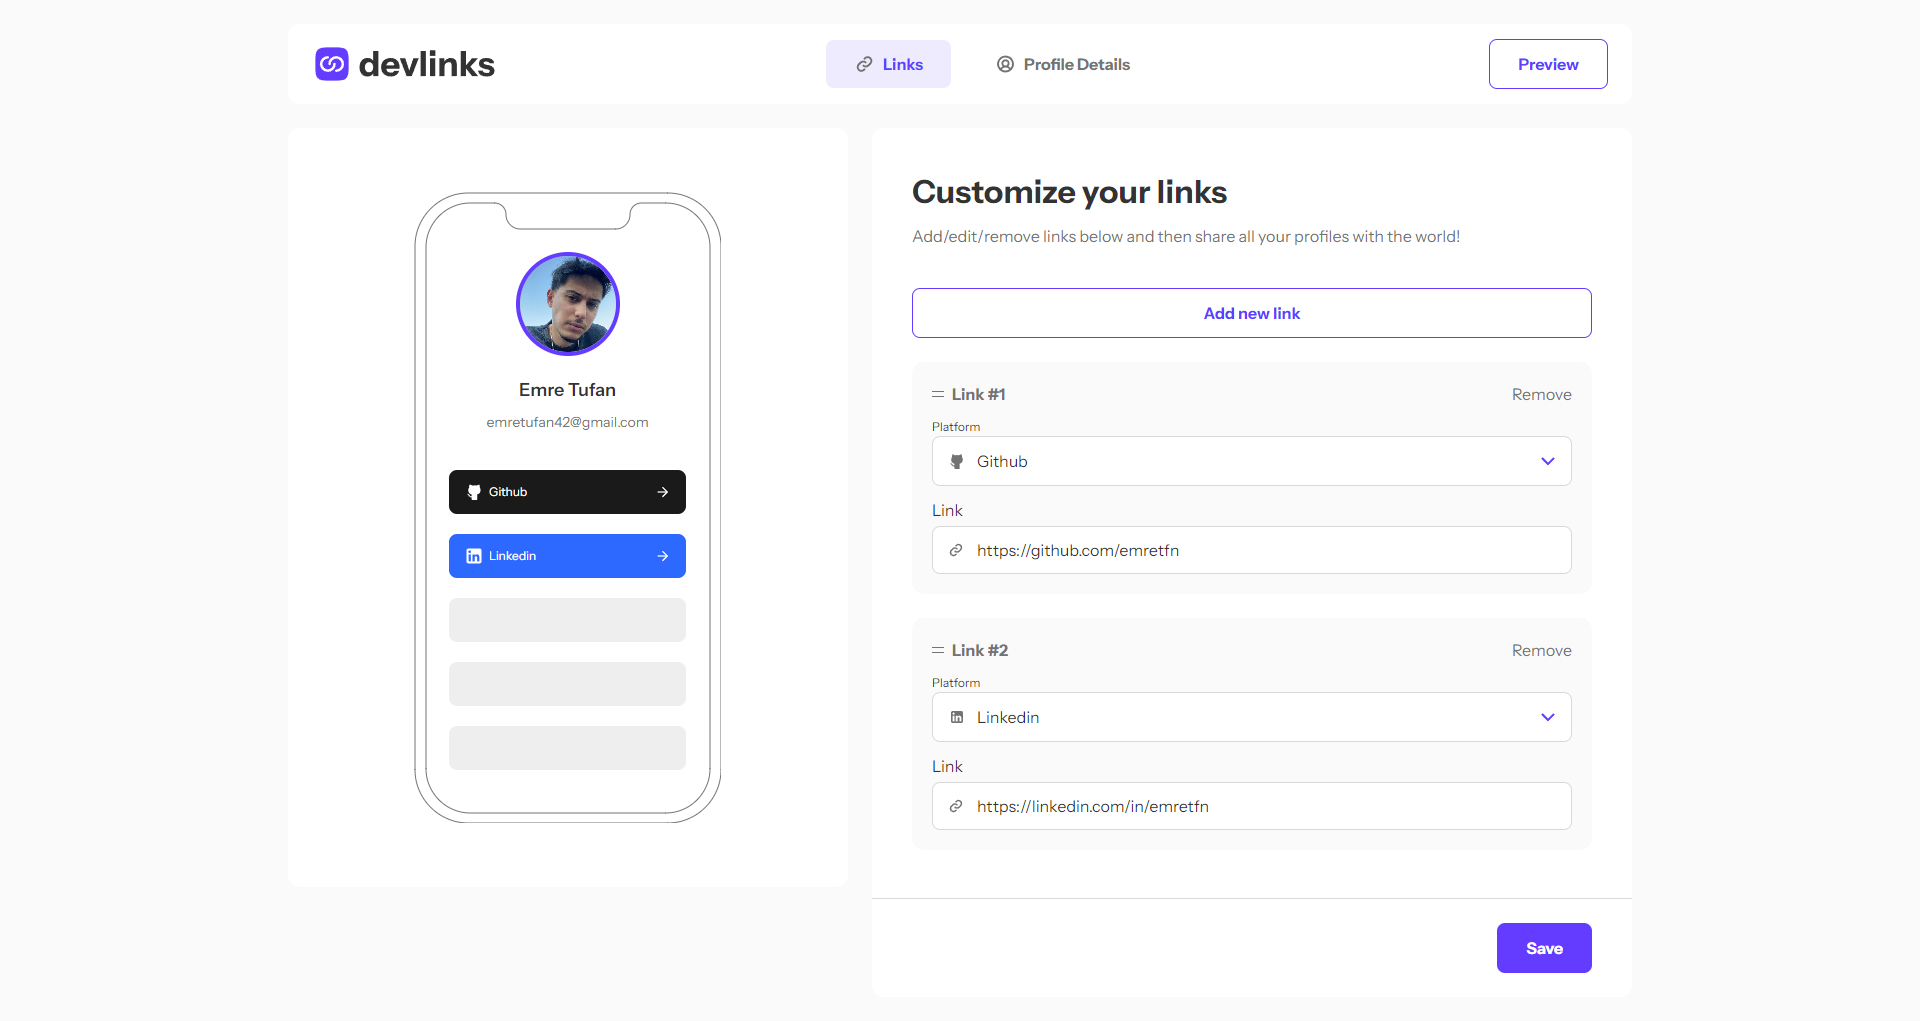 devlinks
Links
Profile Details
Preview
Emre Tufan
emretufan42@gmail.com
Github
Linkedin
Customize your links
Add/edit/remove links below and then share all your profiles with the world!
Add new link
Link #1
Remove
Platform
Github
Link
https://github.com/emretfn
Link #2
Remove
Platform
Linkedin
Link
https://linkedin.com/in/emretfn
Save